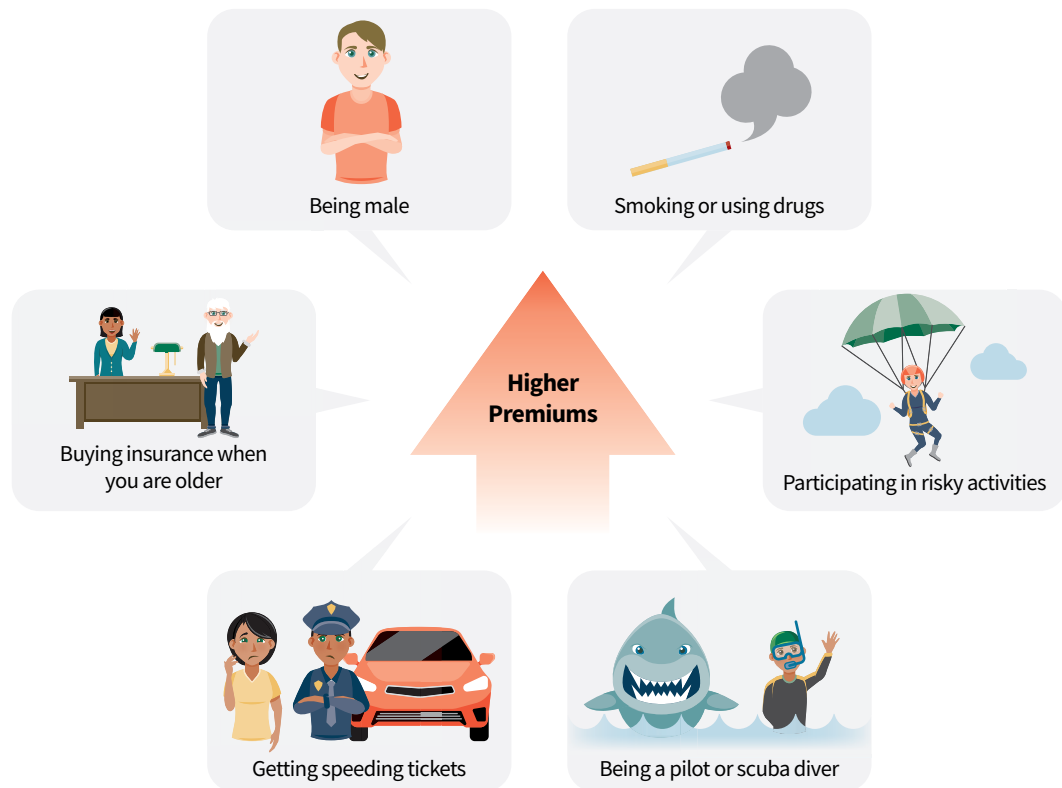 Being male
Smoking or using drugs
Higher
Premiums
Buying insurance when
you are older
Participating in risky activities
Getting speeding tickets
Being a pilot or scuba diver